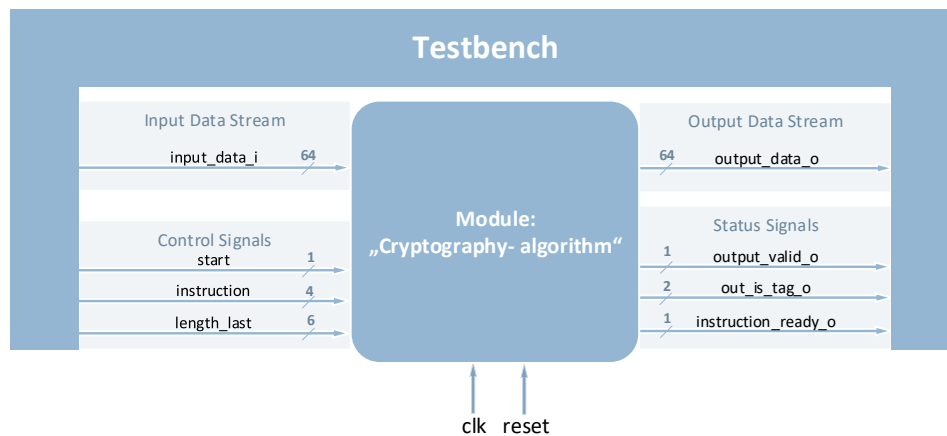 Testbench
Input Data Stream
input_data_i 64
Control Signals
start 1
instruction 4
length_last 6
Module:
„Cryptography- algorithm“
Output Data Stream
64 output_data_o
Status Signals
1 output_valid_o
2 out_is_tag_o
1 instruction_ready_o
clk reset